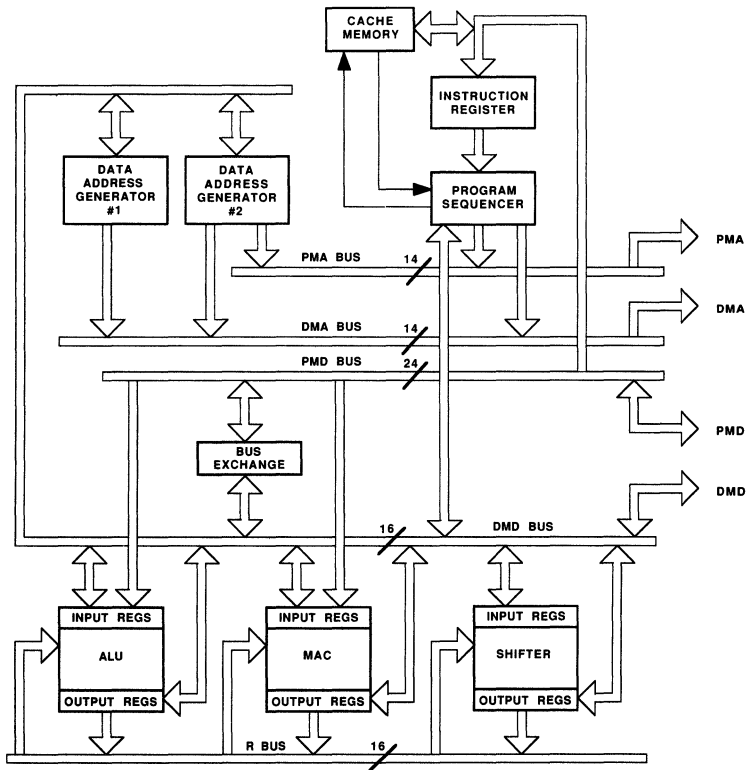 CACHE
MEMORY
INSTRUCTION
REGISTER
DATA
ADDRESS
GENERATOR
#1
DATA
ADDRESS
GENERATOR
#2
PROGRAM
SEQUENCER
PMA BUS
14
PMA
DMA BUS
14
DMA
PMD BUS
24
PMD
BUS
EXCHANGE
DMD
16
DMD BUS
INPUT REGS
ALU
OUTPUT REGS
INPUT REGS
MAC
OUTPUT REGS
INPUT REGS
SHIFTER
OUTPUT REGS
R BUS
16